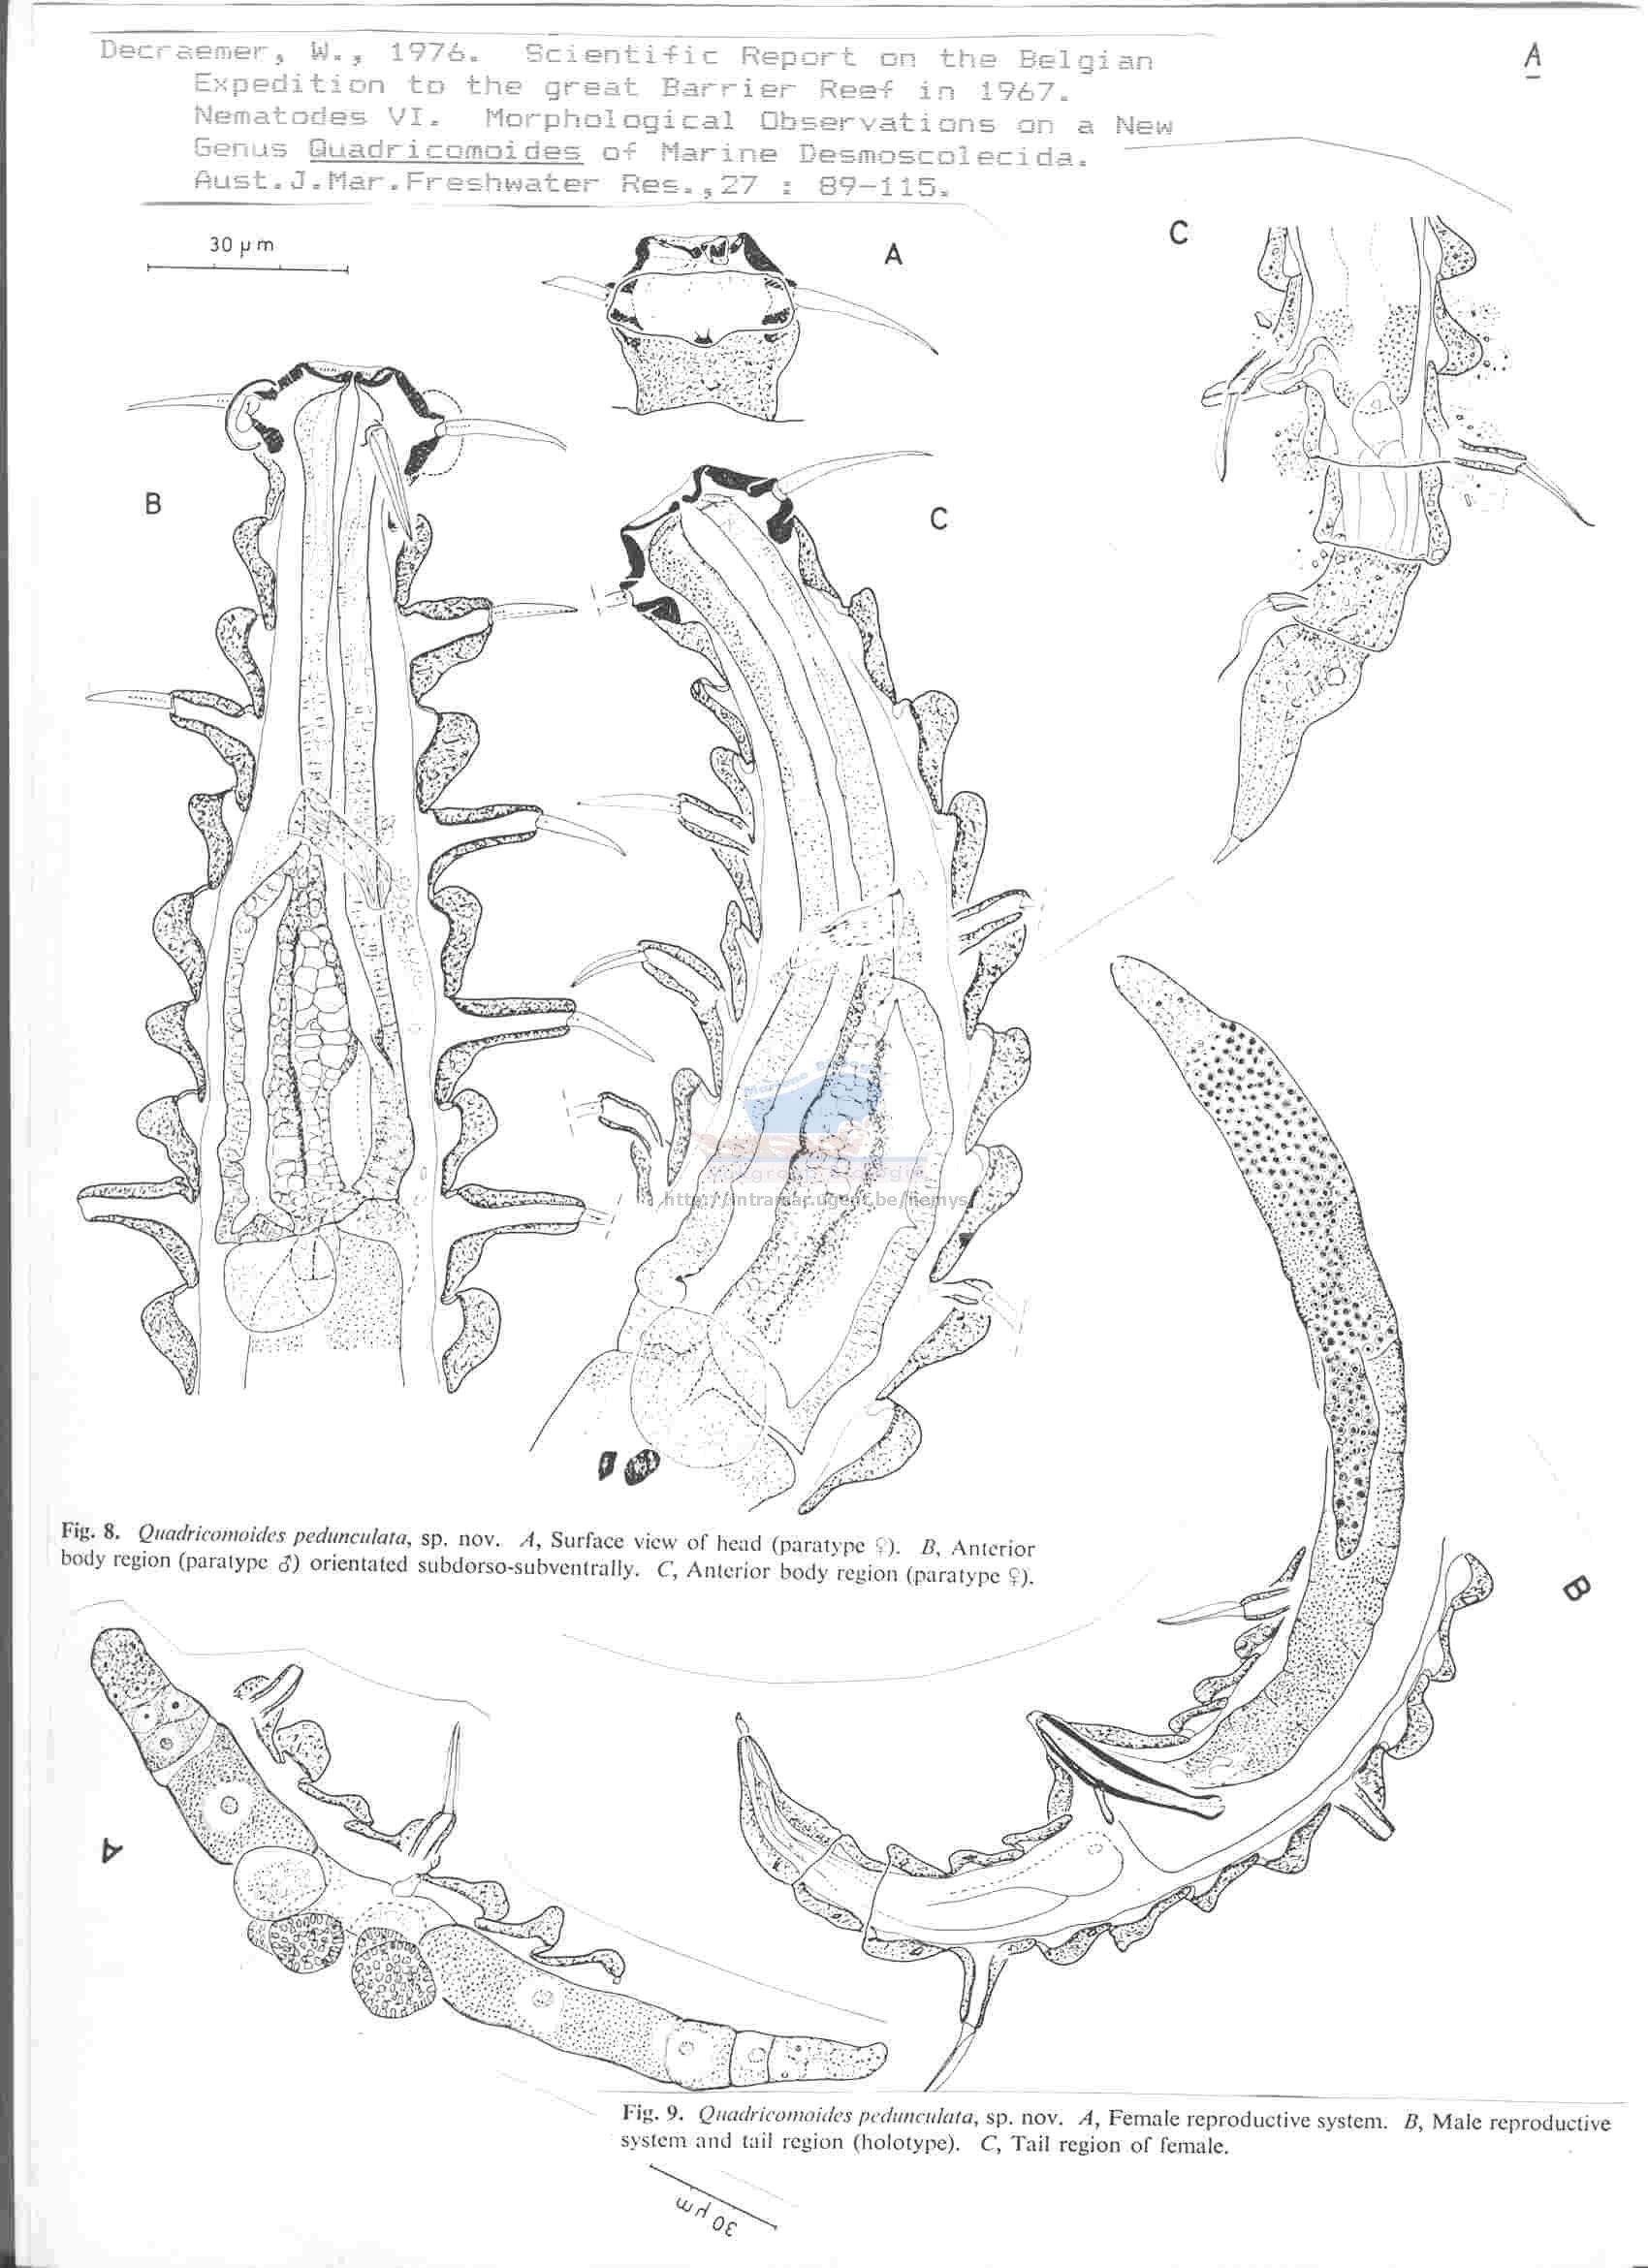 Decraemer, W., 1976. Scientific Report on the Belgian
Expedition to the great Barrier Reef in 1967.
Nematodes VI. Morphological Observations on a New
Genus Quadricomoides of Marine Desmoscolecida.
Aust.J.Mar.Freshwater Res.,27 : 89-115.
A
30 µm
A
C
B
C
http://intramar.ugent.be/nemys
Fig. 8. Quadricomoides pedunculata, sp. nov. A, Surface view of head (paratype ♀). B, Anterior
body region (paratype ♂) orientated subdorso-subventrally. C, Anterior body region (paratype ♀).
B
A
Fig. 9. Quadricomoides pedunculata, sp. nov. A, Female reproductive system. B, Male reproductive
system and tail region (holotype). C, Tail region of female.
30 µm